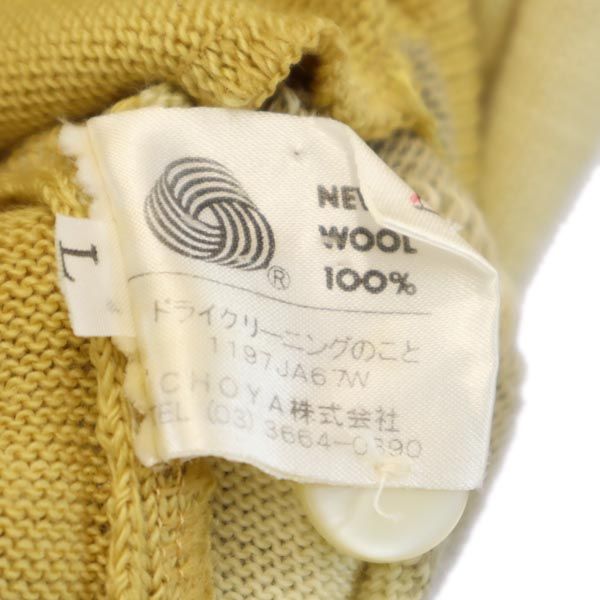 L
®
NEW
WOOL
100%
ドライクリーニングのこと
1197JA67W
CHOYA株式会社
TEL (03) 3664-0390